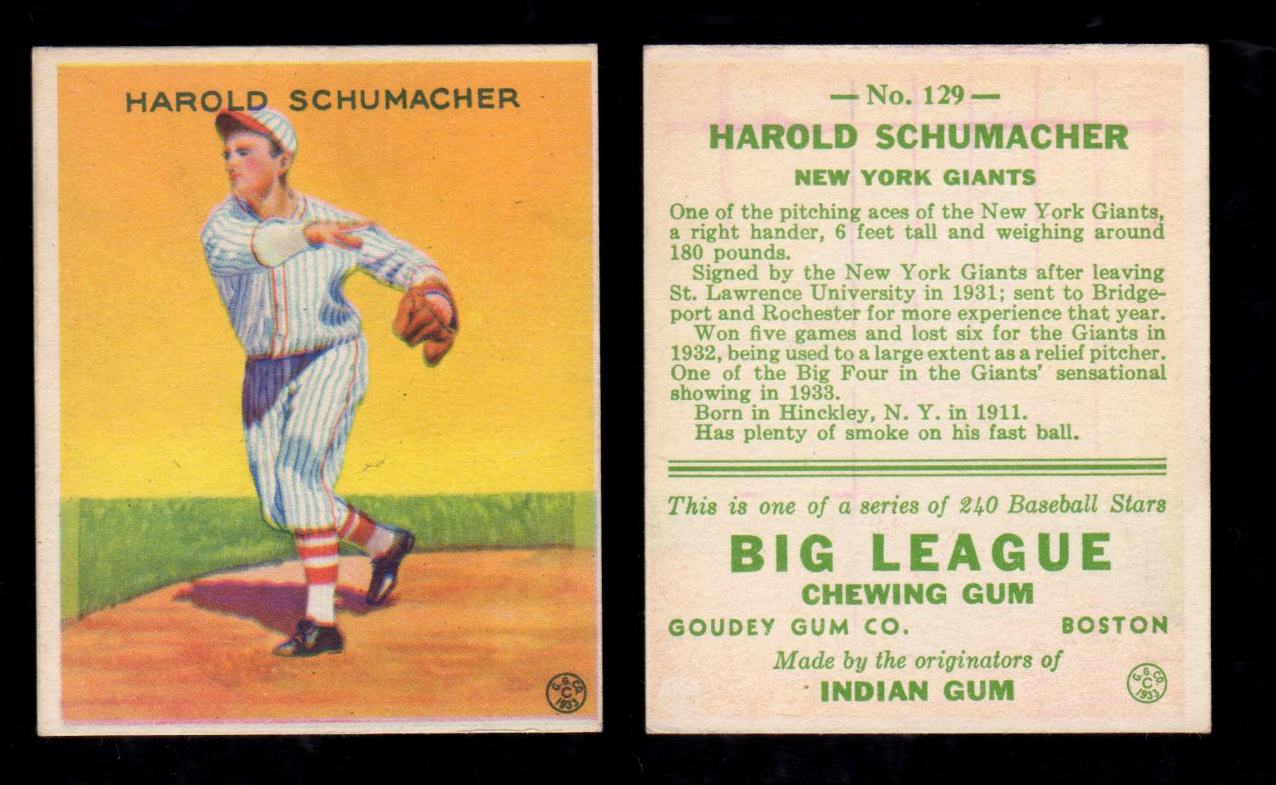 HAROLD SCHUMACHER
G. G. CO.
C
1933
— No. 129 —
HAROLD SCHUMACHER
NEW YORK GIANTS
One of the pitching aces of the New York Giants,
a right hander, 6 feet tall and weighing around
180 pounds.
Signed by the New York Giants after leaving
St. Lawrence University in 1931; sent to Bridge-
port and Rochester for more experience that year.
Won five games and lost six for the Giants in
1932, being used to a large extent as a relief pitcher.
One of the Big Four in the Giants' sensational
showing in 1933.
Born in Hinckley, N. Y. in 1911.
Has plenty of smoke on his fast ball.
This is one of a series of 240 Baseball Stars
BIG LEAGUE
CHEWING GUM
GOUDEY GUM CO. BOSTON
Made by the originators of
INDIAN GUM
G. G. CO.
C
1933